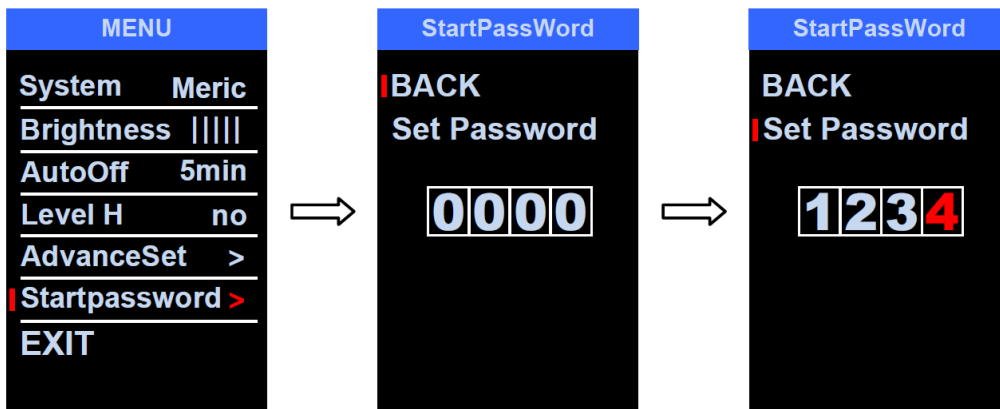 MENU
System Meric
Brightness |||||
AutoOff 5min
Level H no
AdvanceSet >
Startpassword >
EXIT
StartPassWord
BACK
Set Password
0000
StartPassWord
BACK
Set Password
1234